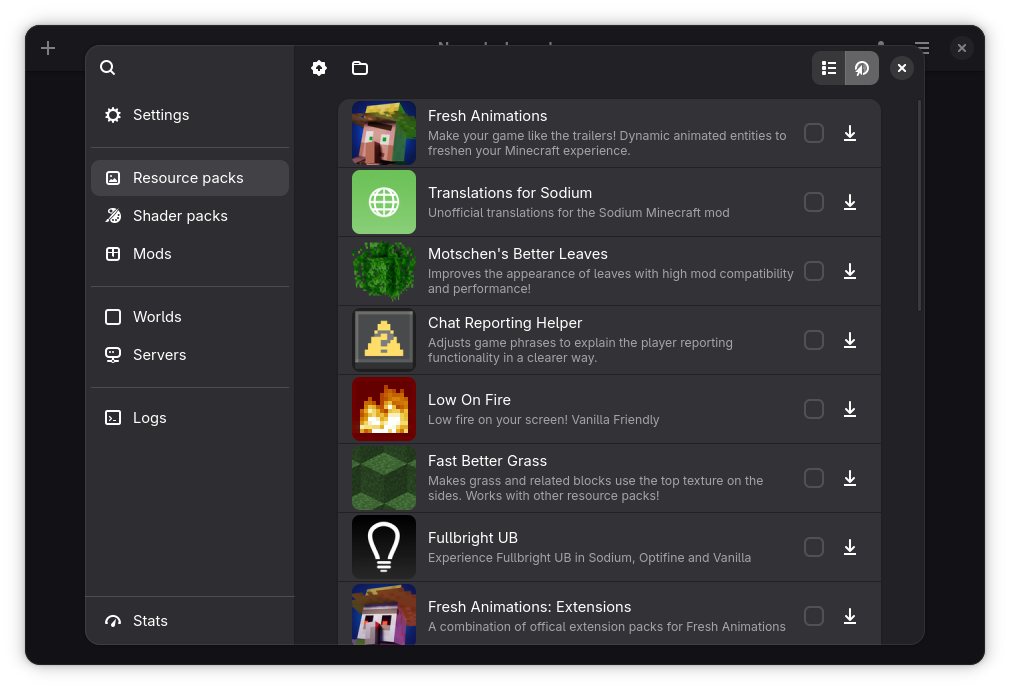 Settings
Resource packs
Shader packs
Mods
Worlds
Servers
Logs
Stats
Fresh Animations
Make your game like the trailers! Dynamic animated entities to
freshen your Minecraft experience.
Translations for Sodium
Unofficial translations for the Sodium Minecraft mod
Motschen's Better Leaves
Improves the appearance of leaves with high mod compatibility
and performance!
Chat Reporting Helper
Adjusts game phrases to explain the player reporting
functionality in a clearer way.
Low On Fire
Low fire on your screen! Vanilla Friendly
Fast Better Grass
Makes grass and related blocks use the top texture on the
sides. Works with other resource packs!
Fullbright UB
Experience Fullbright UB in Sodium, Optifine and Vanilla
Fresh Animations: Extensions
A combination of offical extension packs for Fresh Animations